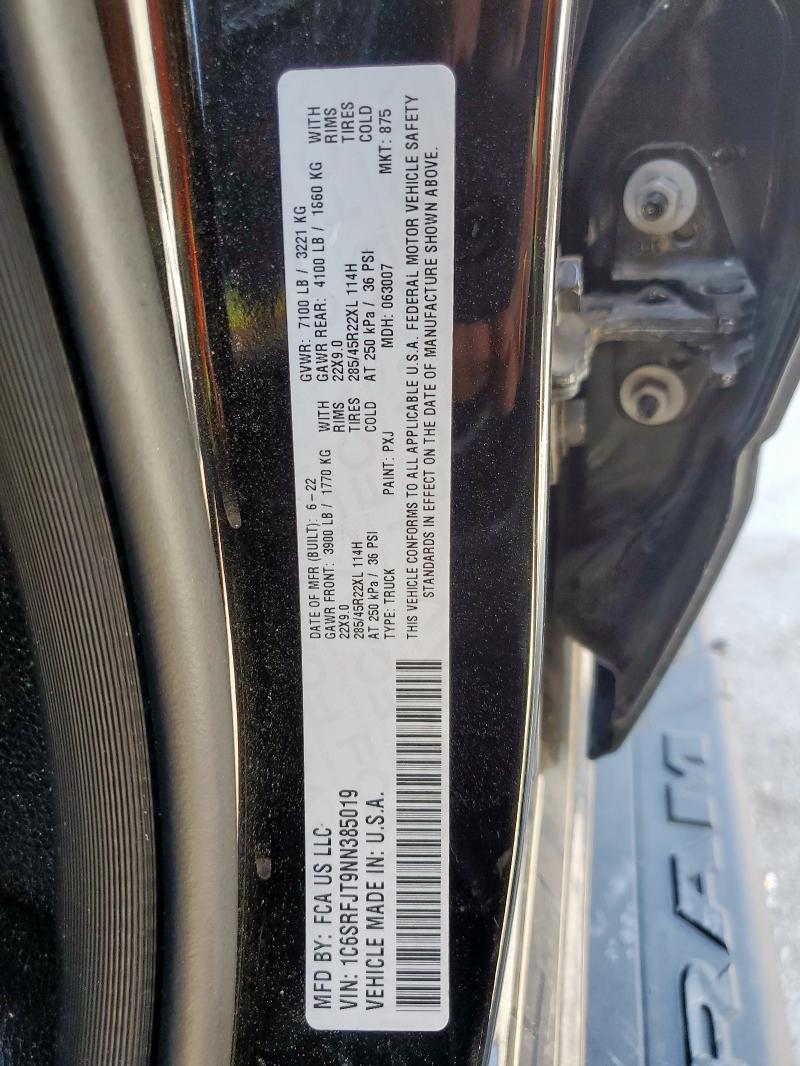 MFD BY: FCA US LLC
VIN: 1C6SRFJT9NN385019
VEHICLE MADE IN: U.S.A.
DATE OF MFR (BUILT): 6-22
GAWR FRONT: 3900 LB / 1770 KG WITH
22X9.0 RIMS
285/45R22XL 114H TIRES
AT 250 kPa / 36 PSI COLD
TYPE: TRUCK PAINT: PXJ
GVWR: 7100 LB / 3221 KG
GAWR REAR: 4100 LB / 1860 KG WITH
22X9.0 RIMS
285/45R22XL 114H TIRES
AT 250 kPa / 36 PSI COLD
MDH: 063007 MKT: 875
THIS VEHICLE CONFORMS TO ALL APPLICABLE U.S.A. FEDERAL MOTOR VEHICLE SAFETY
STANDARDS IN EFFECT ON THE DATE OF MANUFACTURE SHOWN ABOVE.
RAM